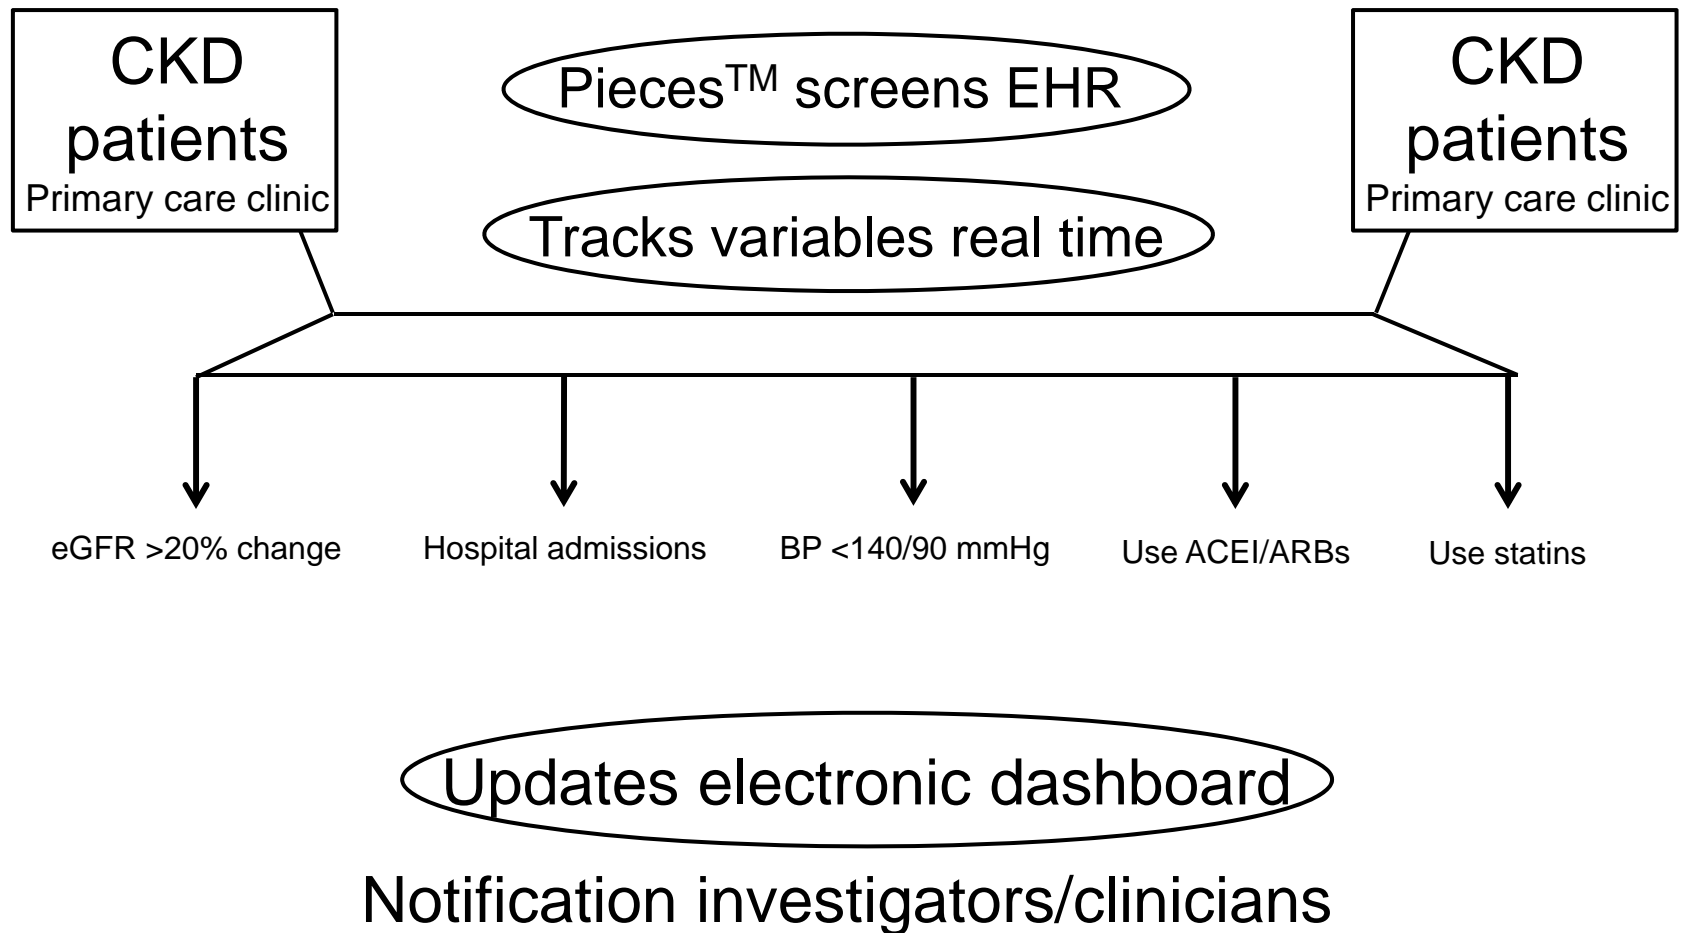 CKD
patients
Primary care clinic
Pieces™ screens EHR
Tracks variables real time
CKD
patients
Primary care clinic
eGFR >20% change
Hospital admissions
BP <140/90 mmHg
Use ACEI/ARBs
Use statins
Updates electronic dashboard
Notification investigators/clinicians